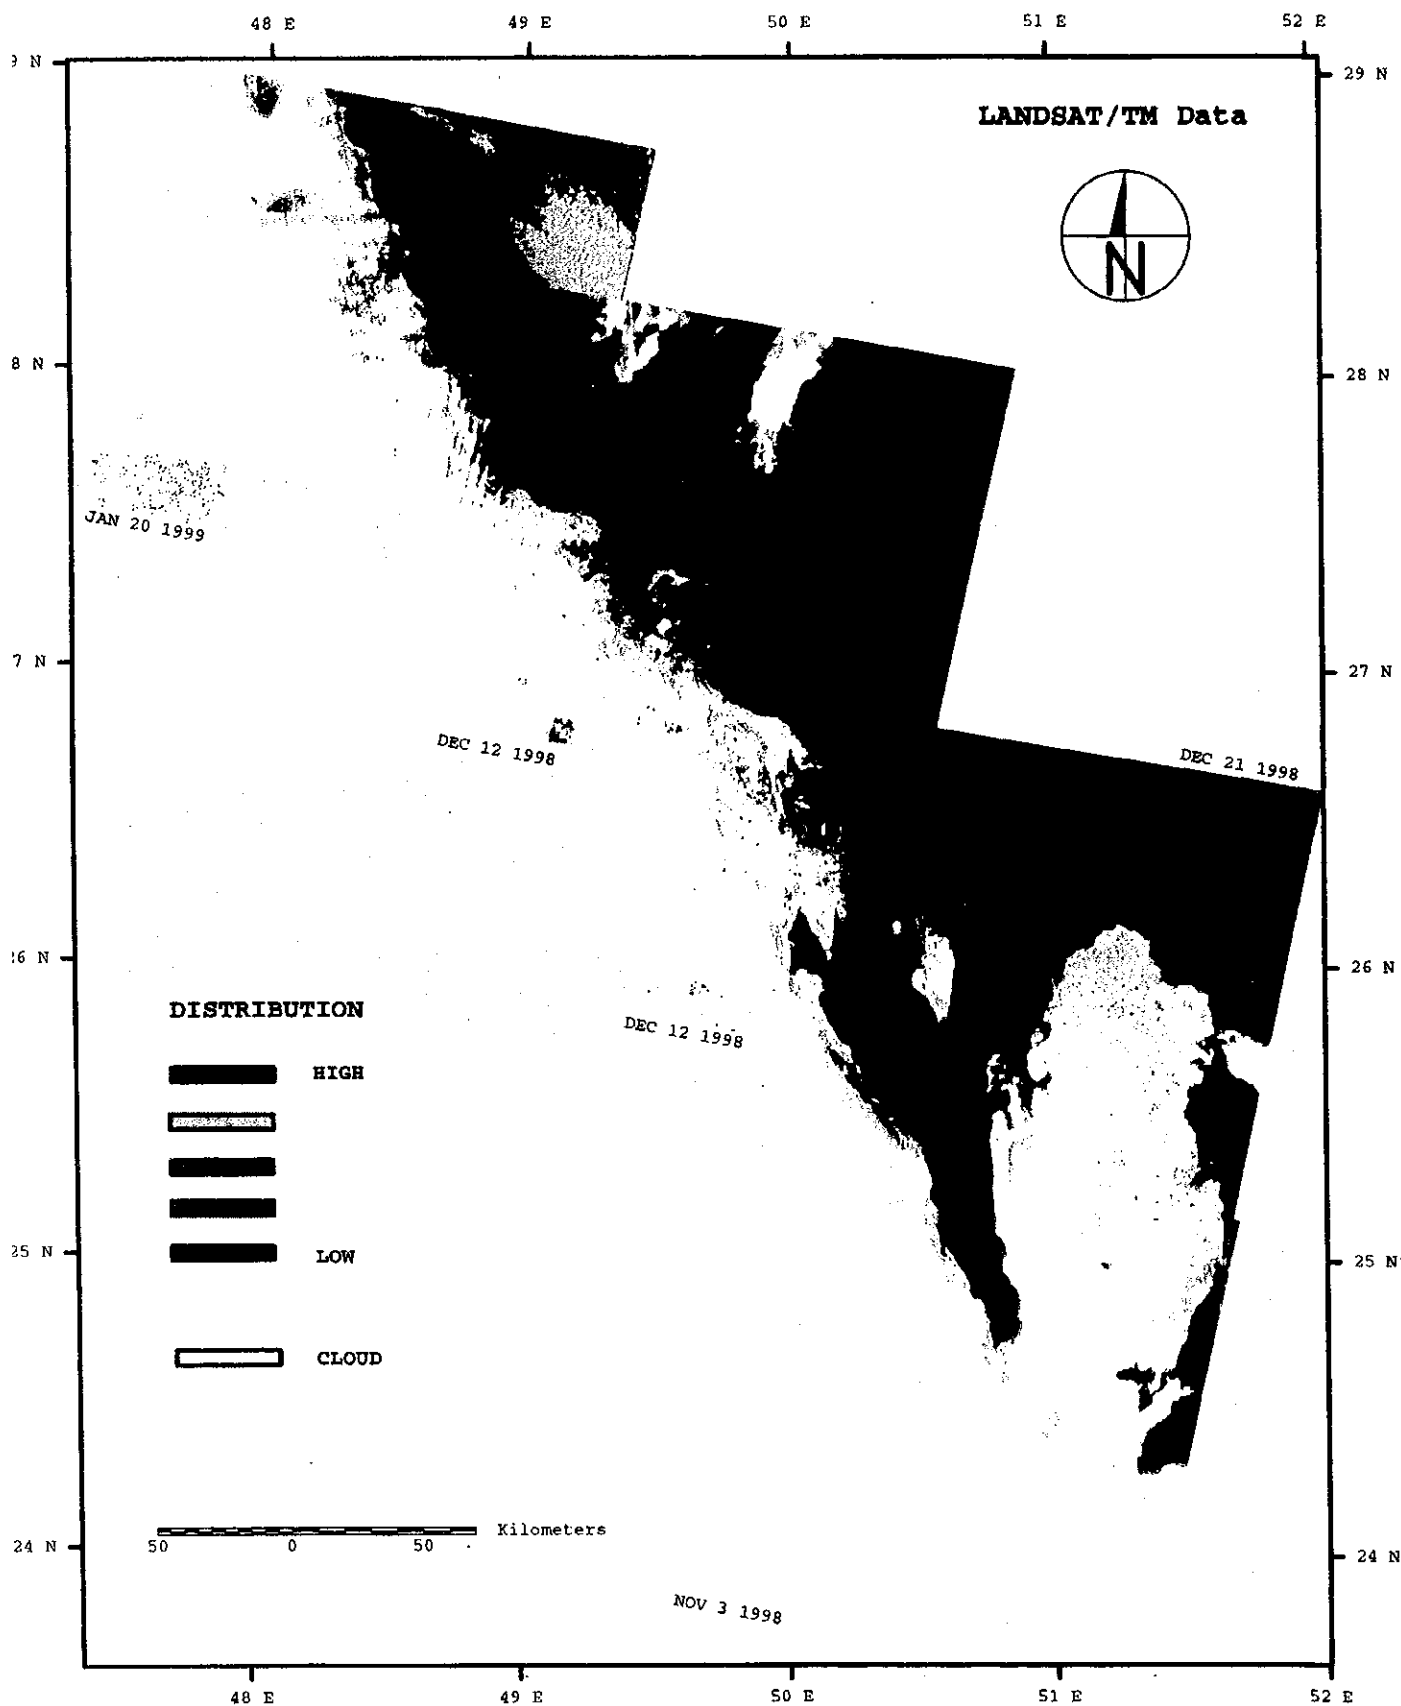 48 E 49 E 50 E 51 E 52 E
9 N 29 N
LANDSAT/TM Data
N
8 N 28 N
JAN 20 1999
7 N 27 N
DEC 12 1998
DEC 21 1998
26 N
DISTRIBUTION
DEC 12 1998
HIGH
25 N 25 N
LOW
CLOUD
Kilometers
50 0 50
24 N 24 N
NOV 3 1998
48 E 49 E 50 E 51 E 52 E